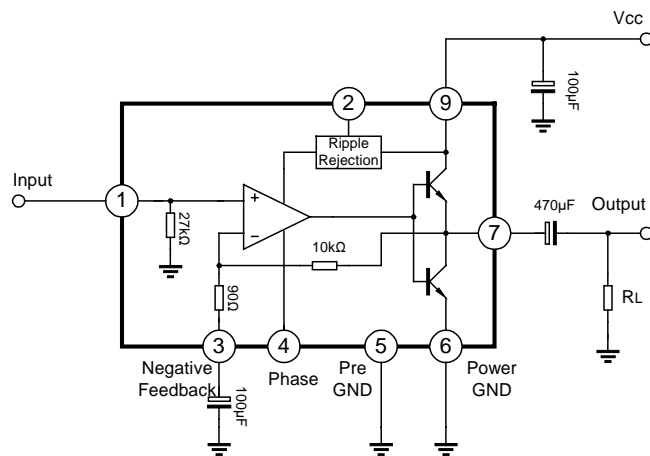 Vcc
100µF
2
9
Ripple
Rejection
Input
1
+
470µF
Output
27kΩ
7
−
10kΩ
90Ω
RL
3
4
5
6
Negative
Feedback
Phase
Pre
GND
Power
GND
100µF